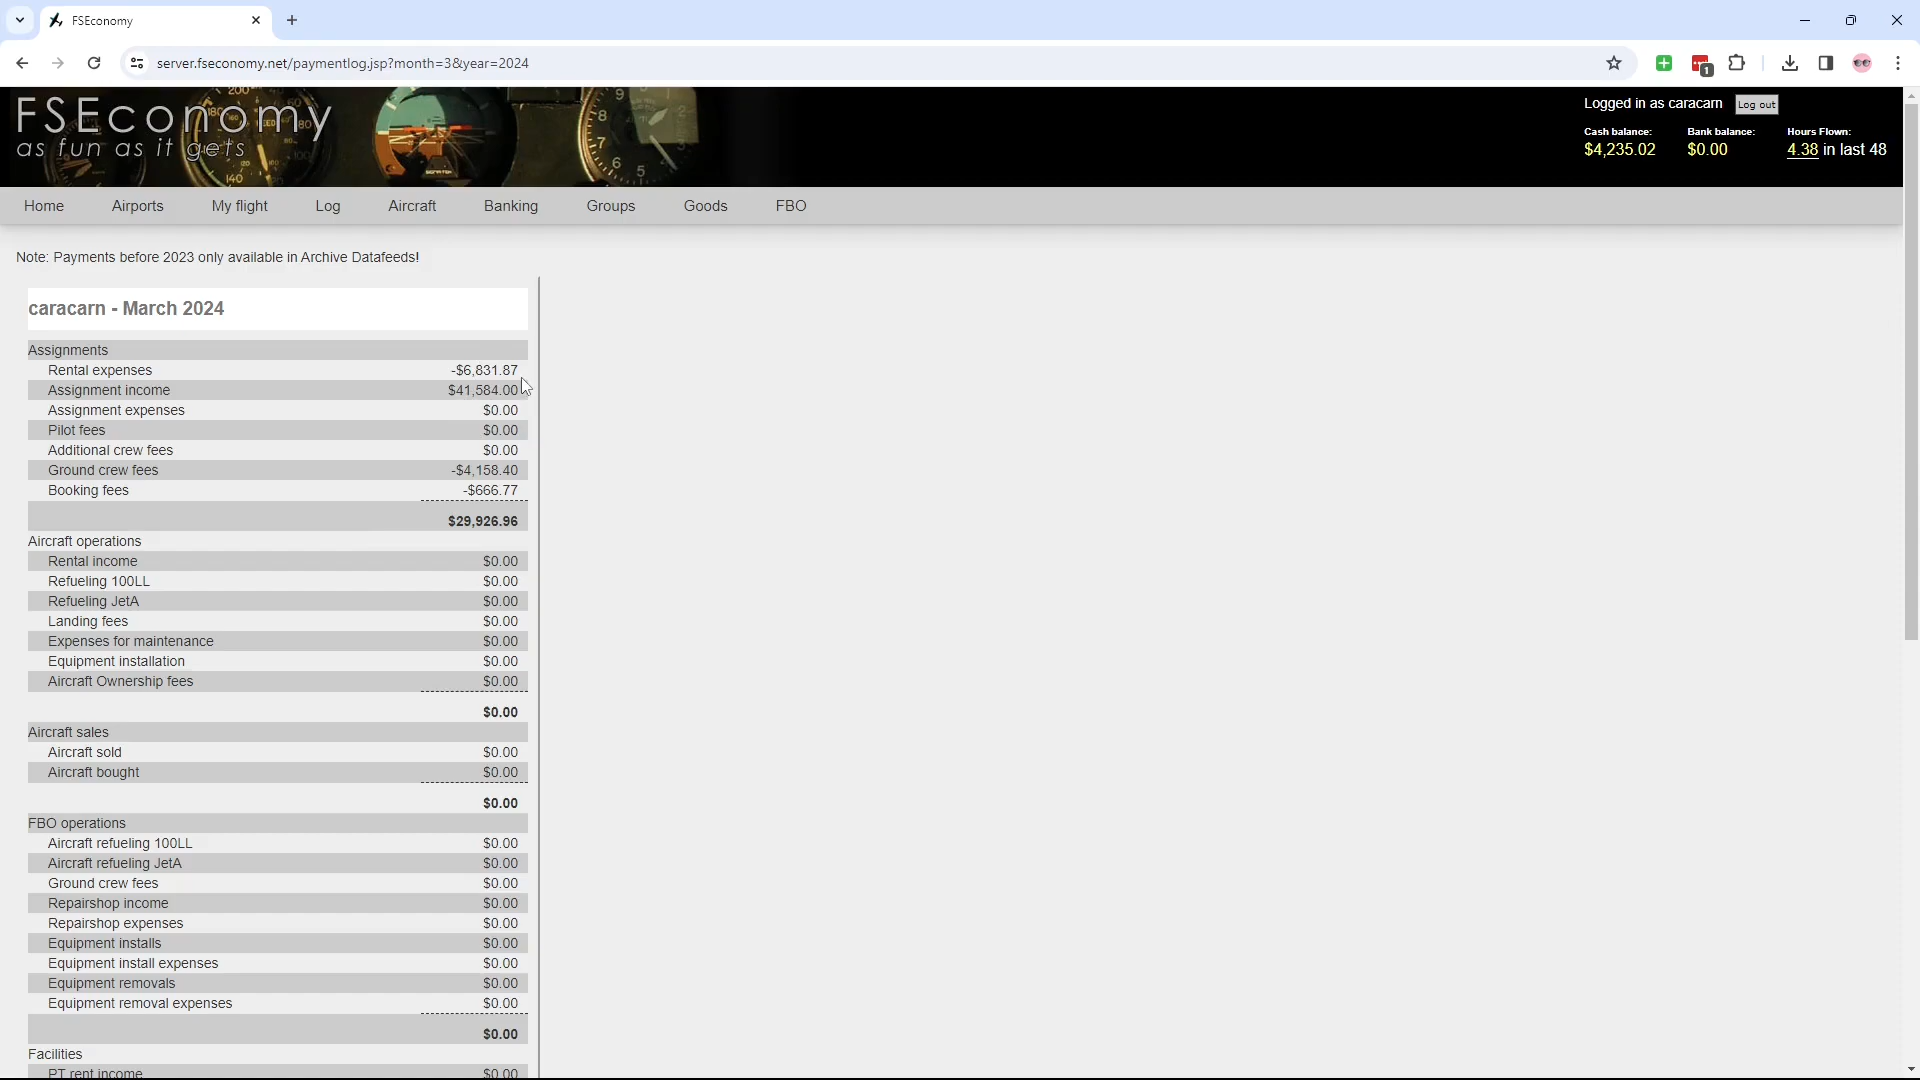 FSEconomy
server.fseconomy.net/paymentlog.jsp?month=3&year=2024
1
FSEconomy
as fun as it gets
Logged in as caracarn Log out
Cash balance: Bank balance: Hours Flown:
$4,235.02 $0.00 4.38 in last 48
Home Airports My flight Log Aircraft Banking Groups Goods FBO
Note: Payments before 2023 only available in Archive Datafeeds!
caracarn - March 2024
Assignments
Rental expenses -$6,831.87
Assignment income $41,584.00
Assignment expenses $0.00
Pilot fees $0.00
Additional crew fees $0.00
Ground crew fees -$4,158.40
Booking fees -$666.77
$29,926.96
Aircraft operations
Rental income $0.00
Refueling 100LL $0.00
Refueling JetA $0.00
Landing fees $0.00
Expenses for maintenance $0.00
Equipment installation $0.00
Aircraft Ownership fees $0.00
$0.00
Aircraft sales
Aircraft sold $0.00
Aircraft bought $0.00
$0.00
FBO operations
Aircraft refueling 100LL $0.00
Aircraft refueling JetA $0.00
Ground crew fees $0.00
Repairshop income $0.00
Repairshop expenses $0.00
Equipment installs $0.00
Equipment install expenses $0.00
Equipment removals $0.00
Equipment removal expenses $0.00
$0.00
Facilities
PT rent income $0.00